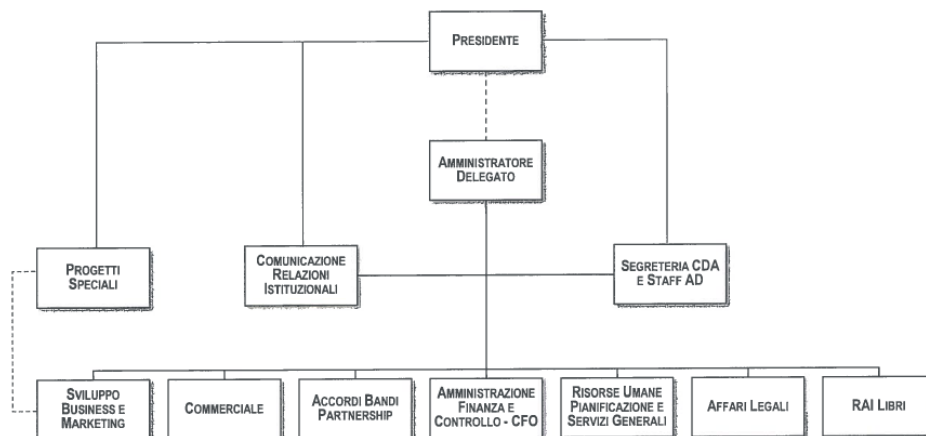 PRESIDENTE
AMMINISTRATORE
DELEGATO
PROGETTI
SPECIALI
COMUNICAZIONE
RELAZIONI
ISTITUZIONALI
SEGRETERIA CDA
E STAFF AD
SVILUPPO
BUSINESS E
MARKETING
COMMERCIALE
ACCORDI BANDI
PARTNERSHIP
AMMINISTRAZIONE
FINANZA E
CONTROLLO - CFO
RISORSE UMANE
PIANIFICAZIONE E
SERVIZI GENERALI
AFFARI LEGALI
RAI LIBRI